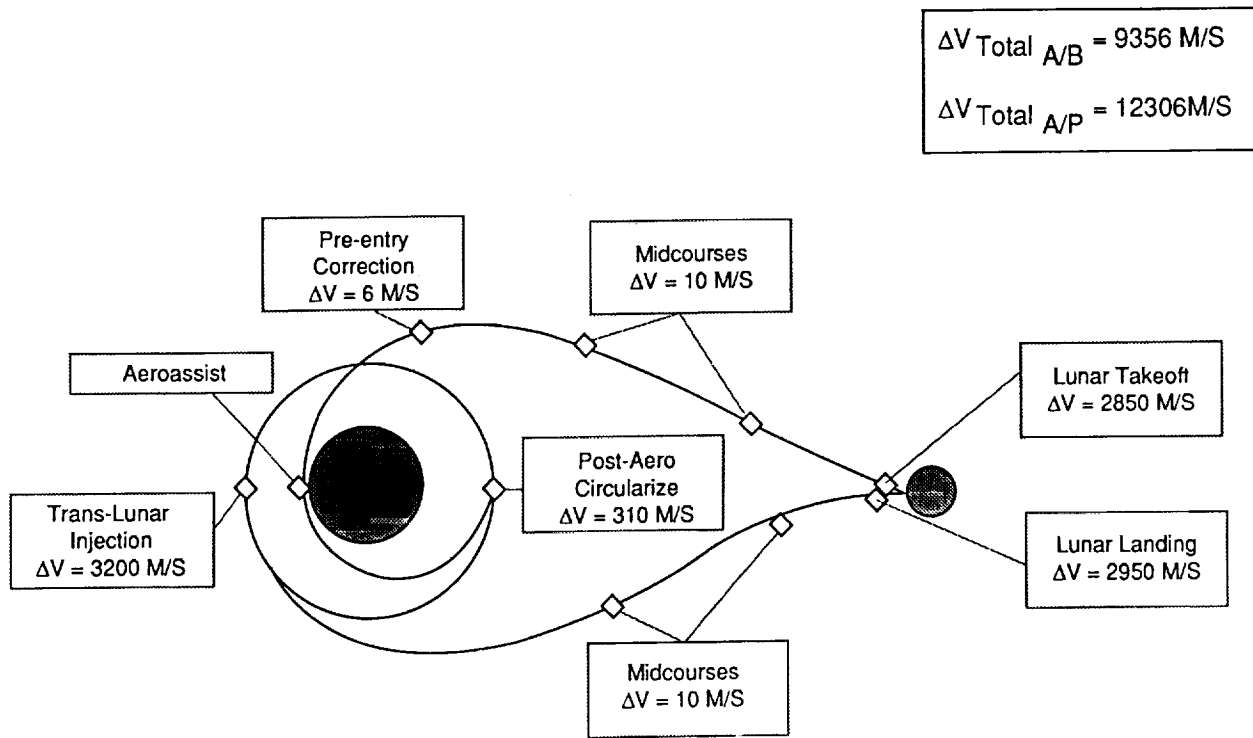 ΔV Total A/B = 9356 M/S
ΔV Total A/P = 12306M/S
Pre-entry
Correction
ΔV = 6 M/S
Midcourses
ΔV = 10 M/S
Aeroassist
Lunar Takeoft
ΔV = 2850 M/S
Post-Aero
Circularize
ΔV = 310 M/S
Trans-Lunar
Injection
ΔV = 3200 M/S
Lunar Landing
ΔV = 2950 M/S
Midcourses
ΔV = 10 M/S